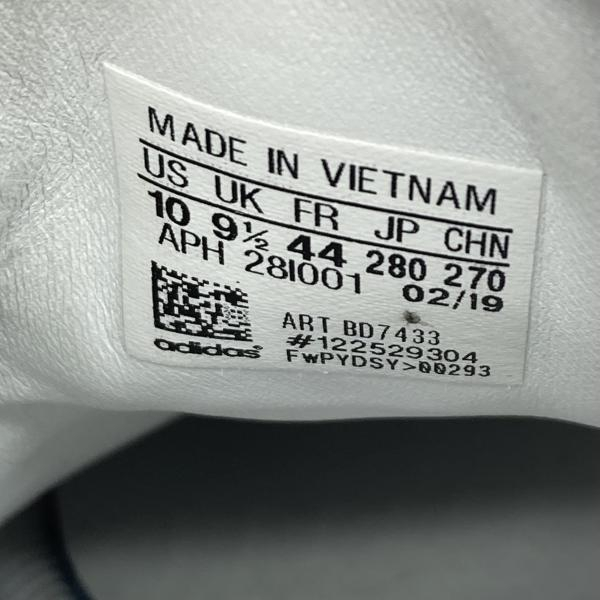 MADE IN VIETNAM
US UK FR JP CHN
10 9½ 44 280 270
APH 281001 02/19
ART BD7433
#122529304
adidas FwPYDSY>00293